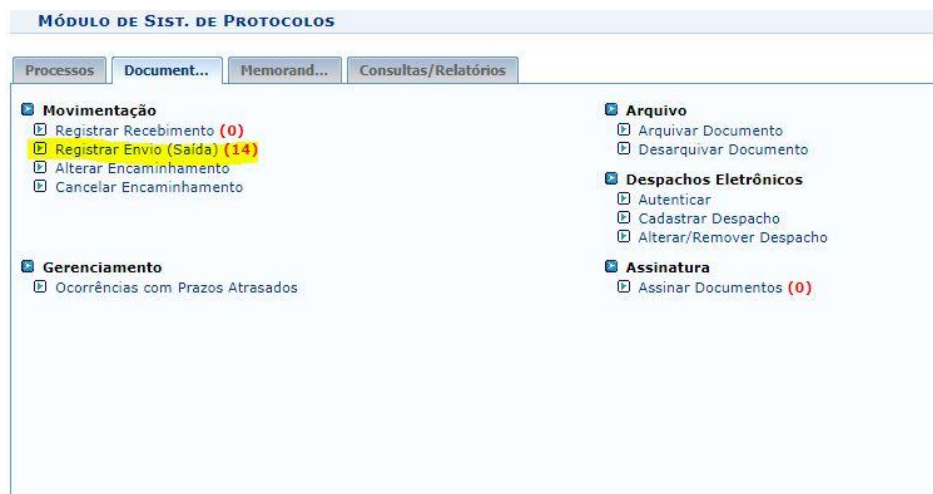 MÓDULO DE SIST. DE PROTOCOLOS
Processos Document... Memorand... Consultas/Relatórios
Movimentação
Registrar Recebimento (0)
Registrar Envio (Saída) (14)
Alterar Encaminhamento
Cancelar Encaminhamento
Gerenciamento
Ocorrências com Prazos Atrasados
Arquivo
Arquivar Documento
Desarquivar Documento
Despachos Eletrônicos
Autenticar
Cadastrar Despacho
Alterar/Remover Despacho
Assinatura
Assinar Documentos (0)